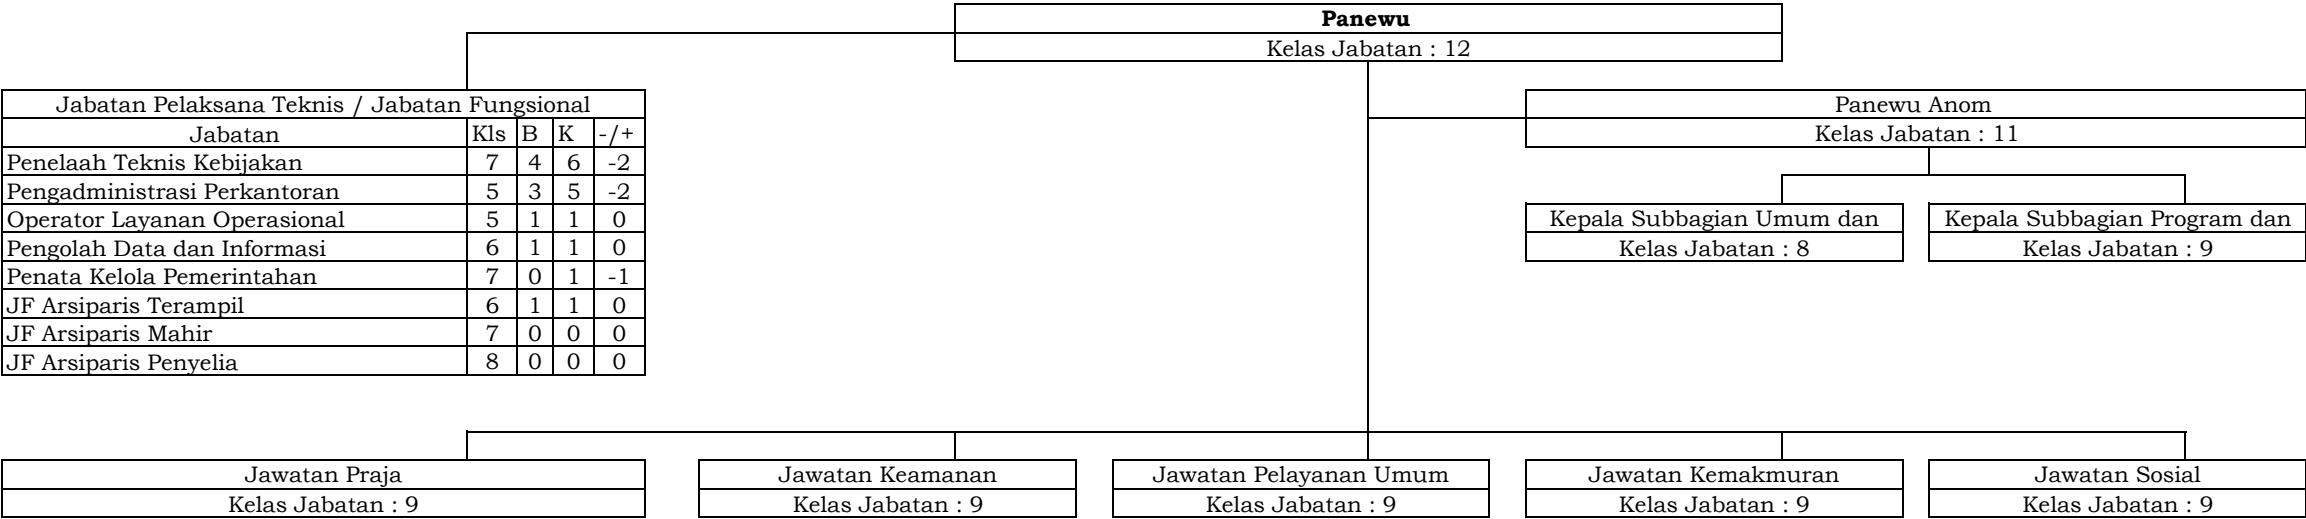 Panewu
Kelas Jabatan : 12
Jabatan Pelaksana Teknis / Jabatan Fungsional
Jabatan Kls B K -/+
Penelaah Teknis Kebijakan 7 4 6 -2
Pengadministrasi Perkantoran 5 3 5 -2
Operator Layanan Operasional 5 1 1 0
Pengolah Data dan Informasi 6 1 1 0
Penata Kelola Pemerintahan 7 0 1 -1
JF Arsiparis Terampil 6 1 1 0
JF Arsiparis Mahir 7 0 0 0
JF Arsiparis Penyelia 8 0 0 0
Panewu Anom
Kelas Jabatan : 11
Kepala Subbagian Umum dan
Kelas Jabatan : 8
Kepala Subbagian Program dan
Kelas Jabatan : 9
Jawatan Praja
Kelas Jabatan : 9
Jawatan Keamanan
Kelas Jabatan : 9
Jawatan Pelayanan Umum
Kelas Jabatan : 9
Jawatan Kemakmuran
Kelas Jabatan : 9
Jawatan Sosial
Kelas Jabatan : 9